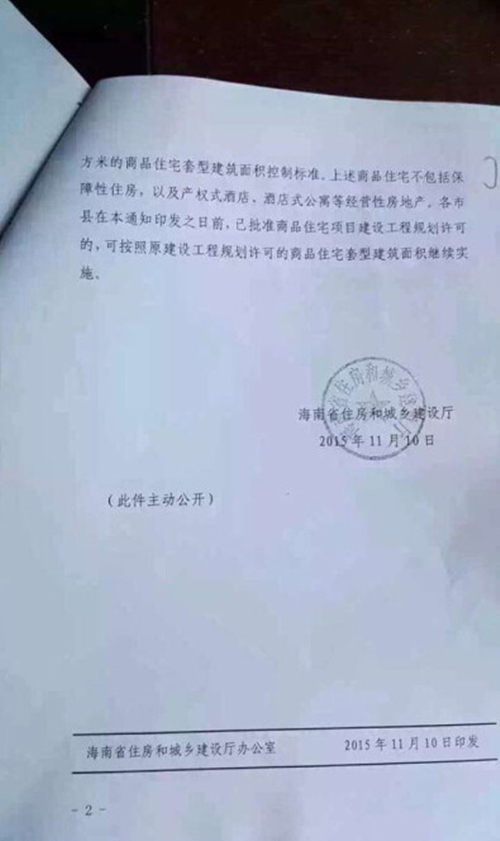 方米的商品住宅套型建筑面积控制标准。上述商品住宅不包括保
障性住房，以及产权式酒店、酒店式公寓等经营性房地产。各市
县在本通知印发之日前，已批准商品住宅项目建设工程规划许可
的，可按照原建设工程规划许可的商品住宅套型建筑面积继续实
施。
海南省住房和城乡建设厅
2015年11月10日
（此件主动公开）
海南省住房和城乡建设厅办公室 2015年11月10日印发
- 2 -